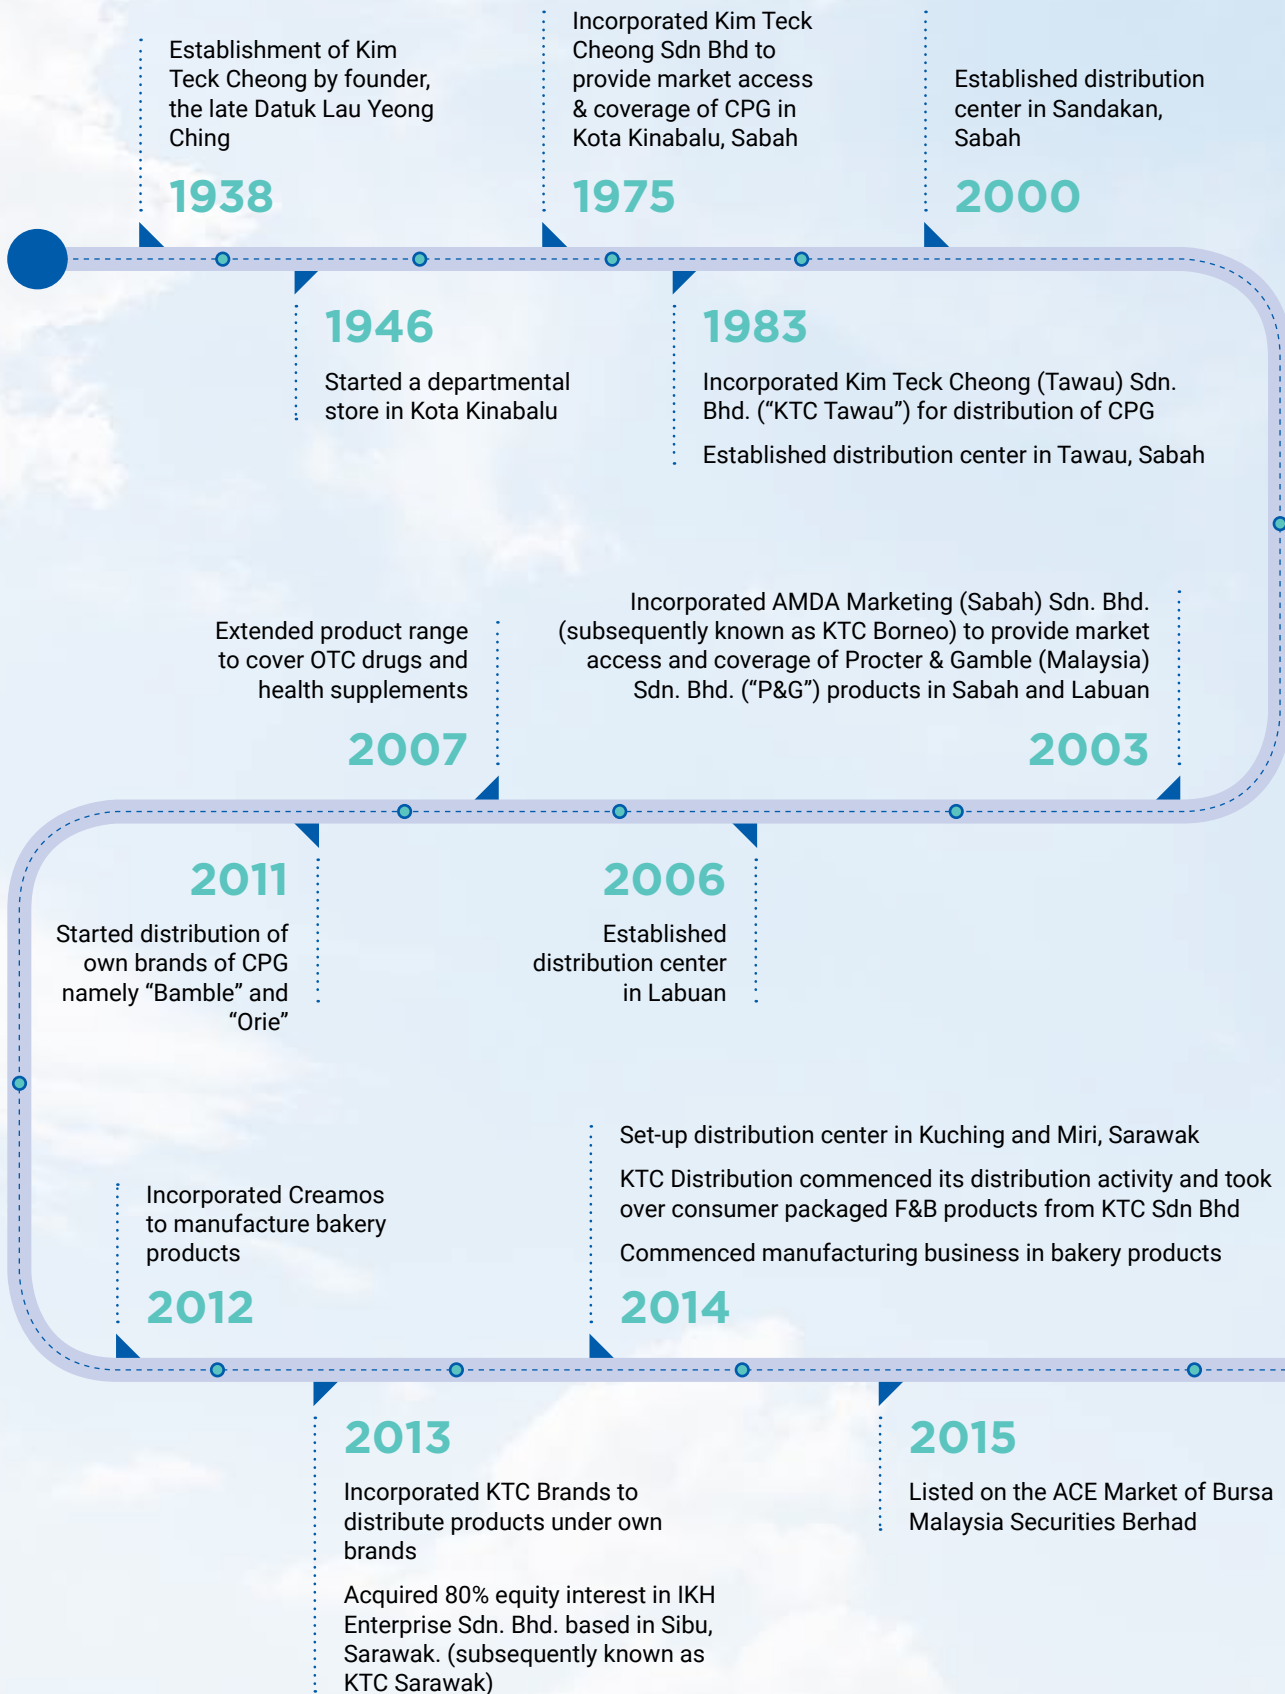 Establishment of Kim
Teck Cheong by founder,
the late Datuk Lau Yeong
Ching
1938
Incorporated Kim Teck
Cheong Sdn Bhd to
provide market access
& coverage of CPG in
Kota Kinabalu, Sabah
1975
Established distribution
center in Sandakan,
Sabah
2000
1946
Started a departmental
store in Kota Kinabalu
1983
Incorporated Kim Teck Cheong (Tawau) Sdn.
Bhd. (“KTC Tawau”) for distribution of CPG
Established distribution center in Tawau, Sabah
Incorporated AMDA Marketing (Sabah) Sdn. Bhd.
(subsequently known as KTC Borneo) to provide market
access and coverage of Procter & Gamble (Malaysia)
Sdn. Bhd. (“P&G”) products in Sabah and Labuan
2003
Extended product range
to cover OTC drugs and
health supplements
2007
2006
Established
distribution center
in Labuan
2011
Started distribution of
own brands of CPG
namely “Bamble” and
“Orie”
Incorporated Creamos
to manufacture bakery
products
2012
2013
Incorporated KTC Brands to
distribute products under own
brands
Acquired 80% equity interest in IKH
Enterprise Sdn. Bhd. based in Sibu,
Sarawak. (subsequently known as
KTC Sarawak)
Set-up distribution center in Kuching and Miri, Sarawak
KTC Distribution commenced its distribution activity and took
over consumer packaged F&B products from KTC Sdn Bhd
Commenced manufacturing business in bakery products
2014
2015
Listed on the ACE Market of Bursa
Malaysia Securities Berhad